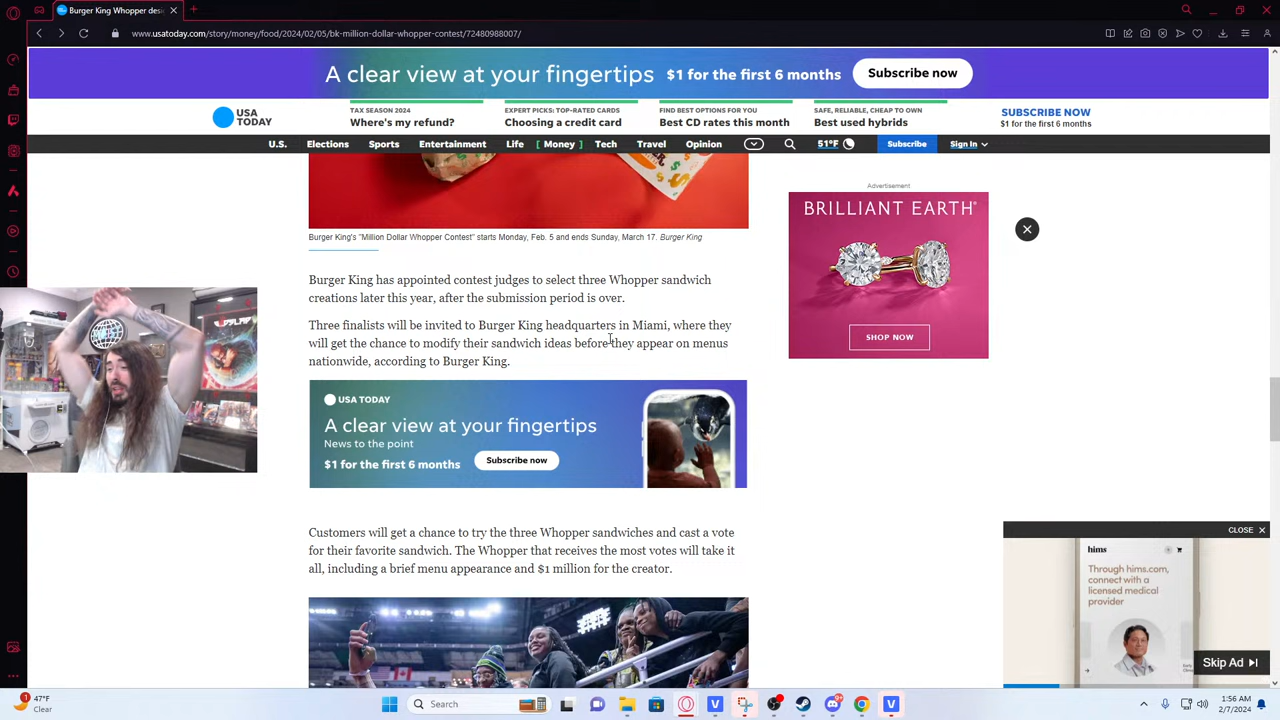 Burger King Whopper desi
www.usatoday.com/story/money/food/2024/02/05/bk-million-dollar-whopper-contest/72480988007/
A clear view at your fingertips $1 for the first 6 months Subscribe now
USA
TODAY
TAX SEASON 2024
Where's my refund?
EXPERT PICKS: TOP-RATED CARDS
Choosing a credit card
FIND BEST OPTIONS FOR YOU
Best CD rates this month
SAFE, RELIABLE, CHEAP TO OWN
Best used hybrids
SUBSCRIBE NOW
$1 for the first 6 months
U.S. Elections Sports Entertainment Life [ Money ] Tech Travel Opinion 51°F Subscribe Sign In
Burger King's "Million Dollar Whopper Contest" starts Monday, Feb. 5 and ends Sunday, March 17. Burger King
Burger King has appointed contest judges to select three Whopper sandwich
creations later this year, after the submission period is over.
Three finalists will be invited to Burger King headquarters in Miami, where they
will get the chance to modify their sandwich ideas before they appear on menus
nationwide, according to Burger King.
USA TODAY
A clear view at your fingertips
News to the point
$1 for the first 6 months Subscribe now
Customers will get a chance to try the three Whopper sandwiches and cast a vote
for their favorite sandwich. The Whopper that receives the most votes will take it
all, including a brief menu appearance and $1 million for the creator.
Advertisement
BRILLIANT EARTH
SHOP NOW
CLOSE X
hims
Through hims.com,
connect with a
licensed medical
provider
Skip Ad
47°F
Clear
Search
1:56 AM
2/7/2024